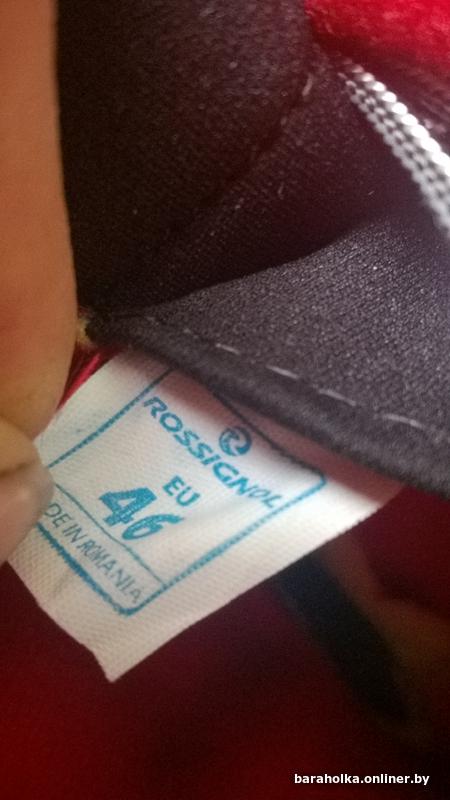 ROSSIGNOL
EU
46
DE IN ROMANIA
baraholka.onliner.by